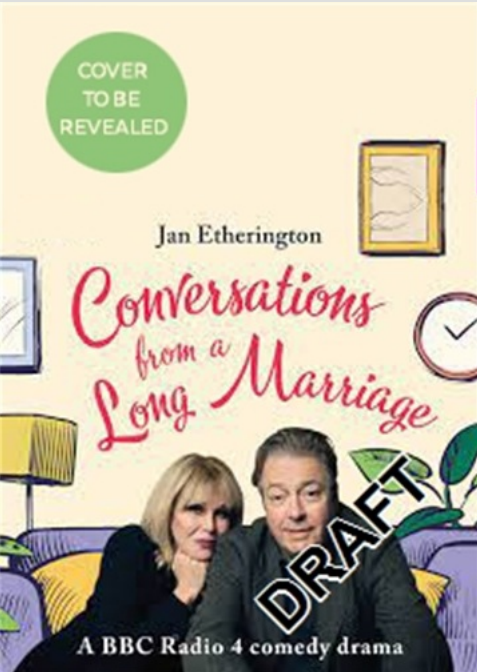 COVER
TO BE
REVEALED
Jan Etherington
Conversations
from a
Long Marriage
DRAFT
A BBC Radio 4 comedy drama